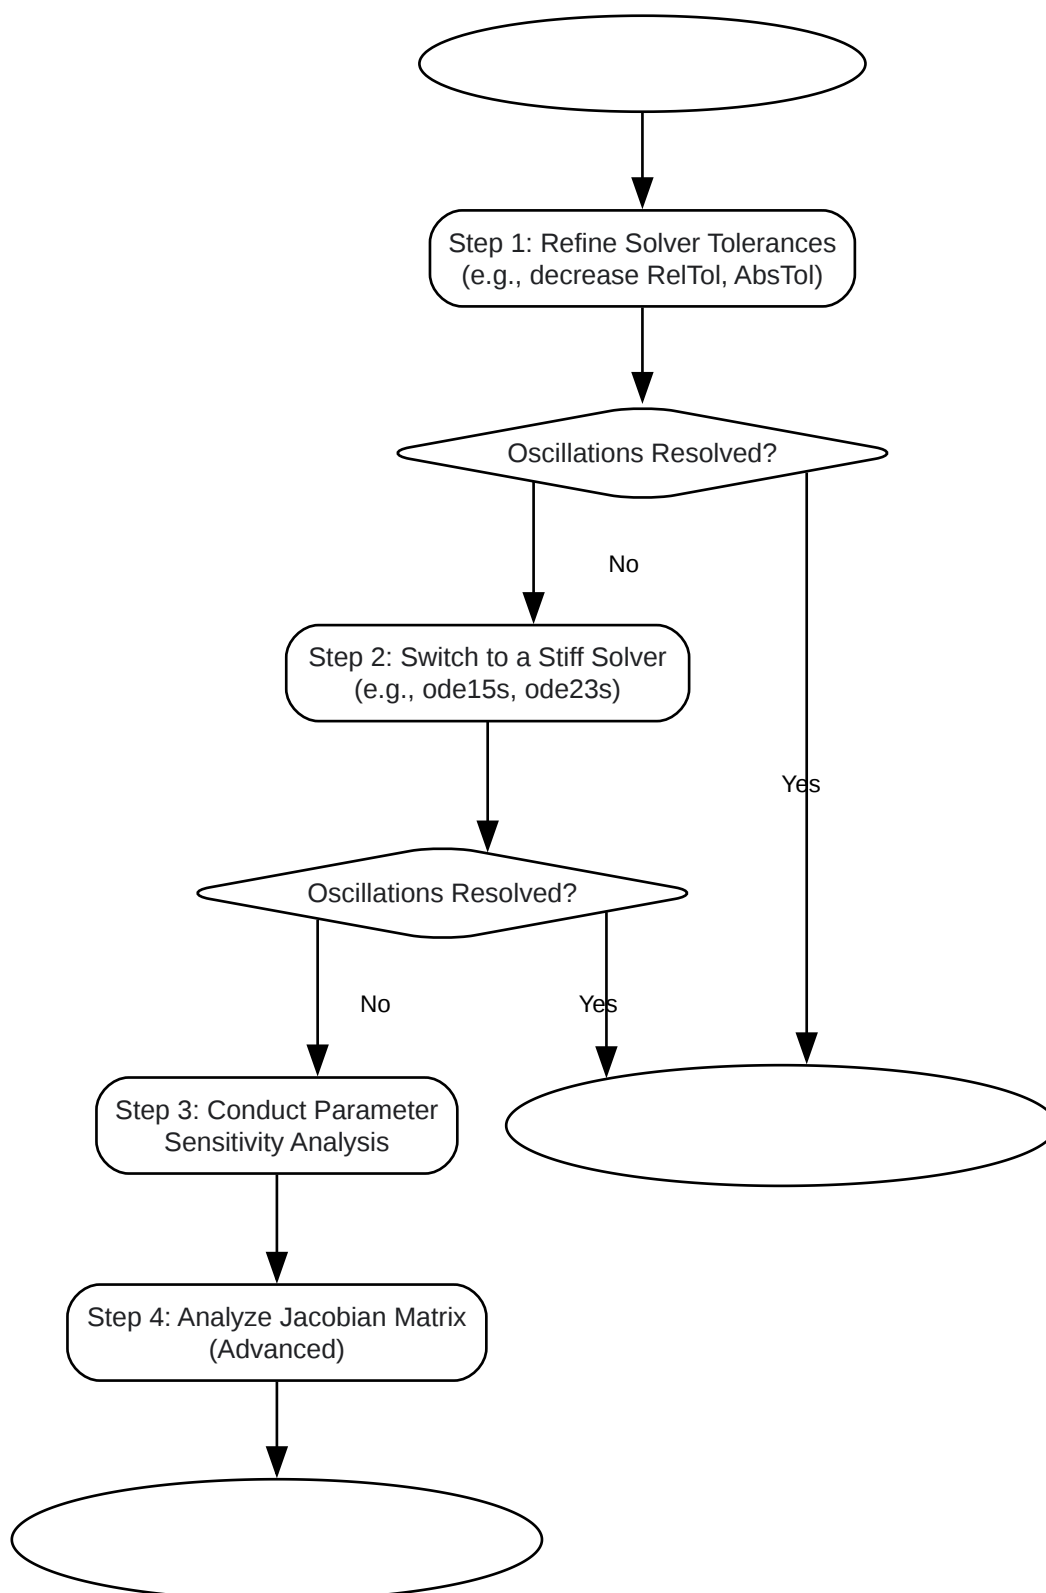 Step 1: Refine Solver Tolerances
(e.g., decrease RelTol, AbsTol)
Oscillations Resolved?
No
Step 2: Switch to a Stiff Solver
(e.g., ode15s, ode23s)
Yes
Oscillations Resolved?
No
Yes
Step 3: Conduct Parameter
Sensitivity Analysis
Step 4: Analyze Jacobian Matrix
(Advanced)